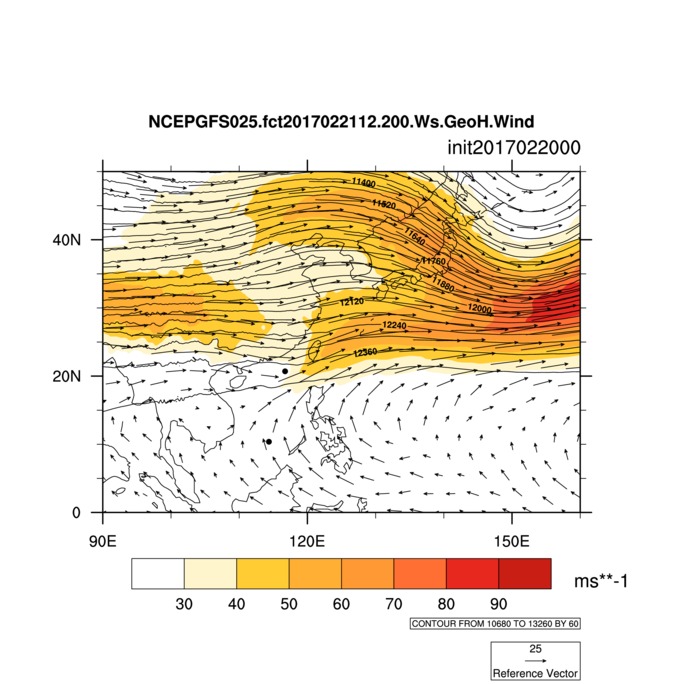 NCEPGFS025.fct2017022112.200.Ws.GeoH.Wind
init2017022000
11400
11520
40N
11640
11760
11880
12120
12000
12240
12360
20N
0
90E 120E 150E
ms**-1
30 40 50 60 70 80 90
CONTOUR FROM 10680 TO 13260 BY 60
25
Reference Vector